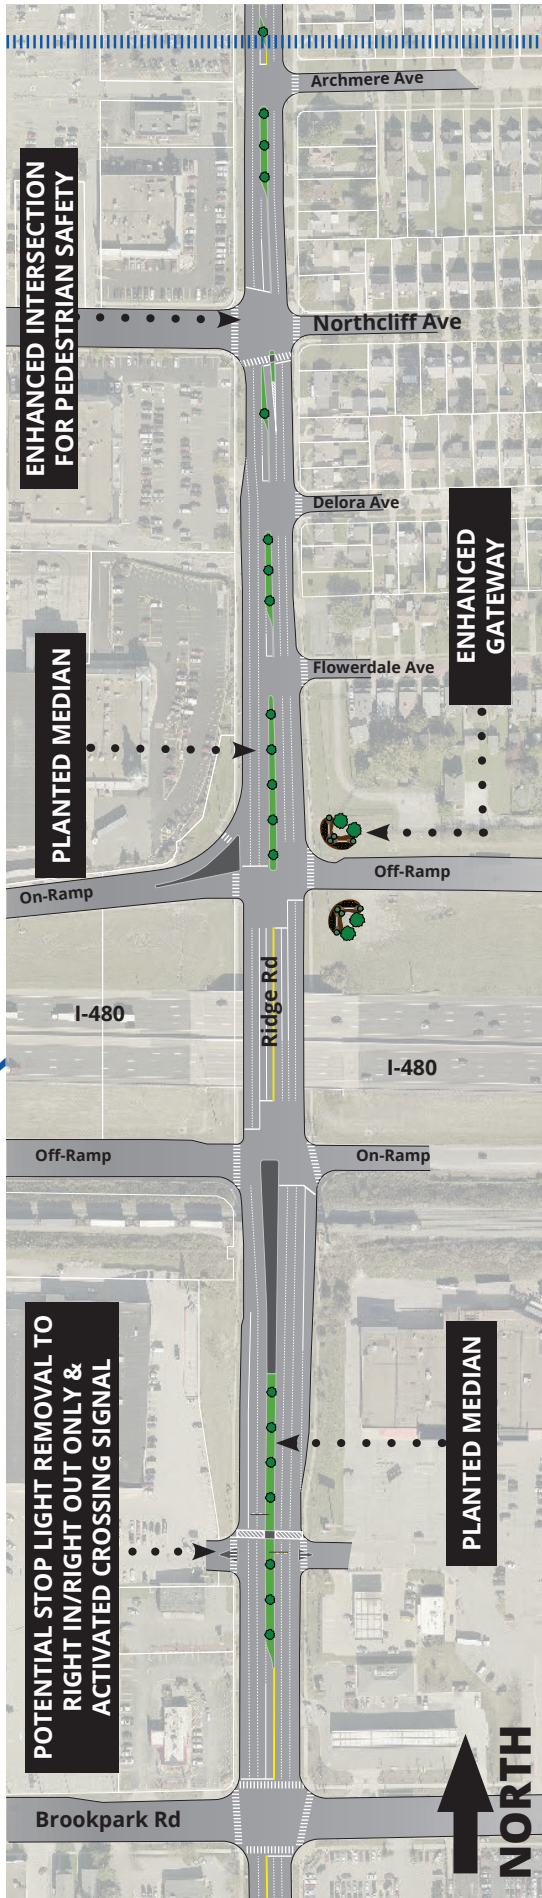 Archmere Ave
ENHANCED INTERSECTION
FOR PEDESTRIAN SAFETY
Northcliff Ave
Delora Ave
ENHANCED
GATEWAY
Flowerdale Ave
PLANTED MEDIAN
Off-Ramp
On-Ramp
Ridge Rd
I-480
I-480
Off-Ramp
On-Ramp
POTENTIAL STOP LIGHT REMOVAL TO
RIGHT IN/RIGHT OUT ONLY &
ACTIVATED CROSSING SIGNAL
PLANTED MEDIAN
Brookpark Rd
NORTH